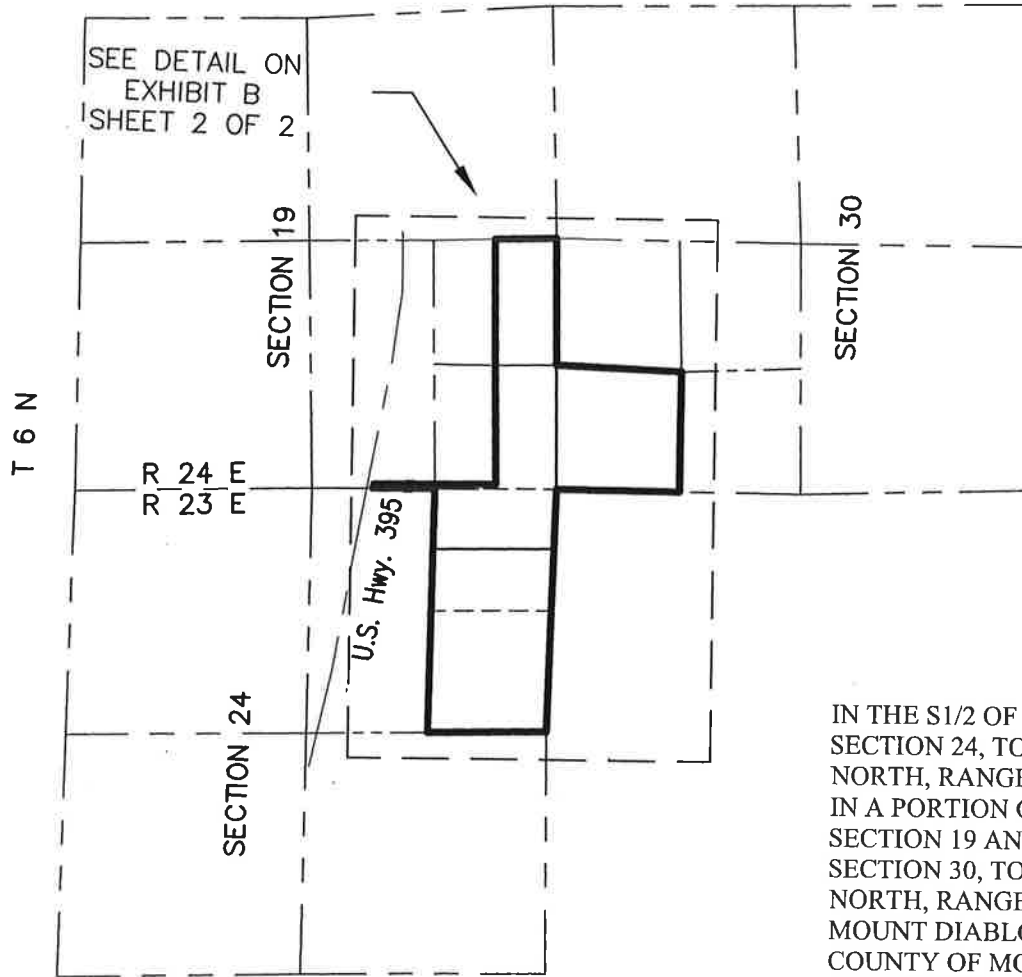 SEE DETAIL ON
EXHIBIT B
SHEET 2 OF 2
SECTION 19
SECTION 30
T 6 N
R 24 E
R 23 E
U.S. Hwy. 395
SECTION 24
IN THE S1/2 OF
SECTION 24, TO
NORTH, RANGE
IN A PORTION
SECTION 19 AN
SECTION 30, TO
NORTH, RANGE
MOUNT DIABLO
COUNTY OF MO